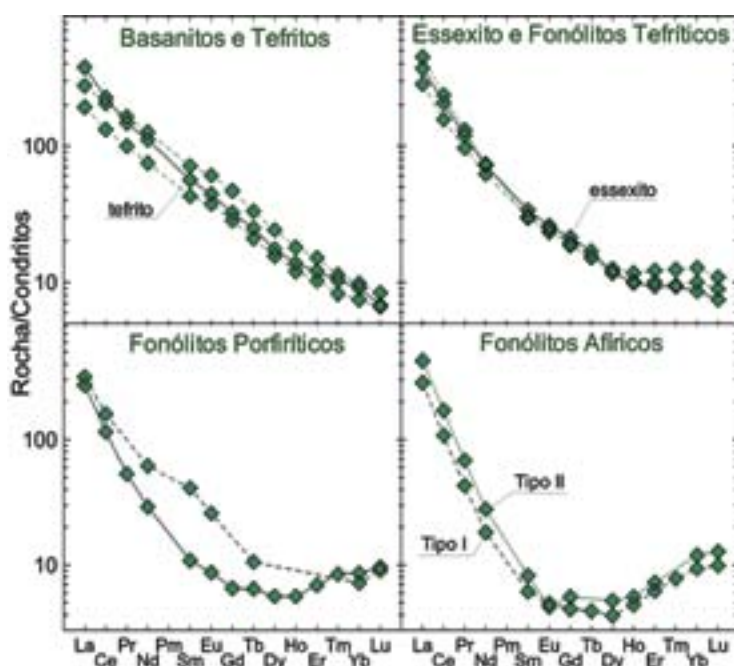 Basanitos e Tefritos
Essexito e Fonólitos Tefríticos
100
10
tefrito
essexito
Rocha/Condritos
Fonólitos Porfiríticos
Fonólitos Afíricos
100
10
Tipo II
Tipo I
La Pr Pm Eu Tb Ho Tm Lu
Ce Nd Sm Gd Dy Er Yb
La Pr Pm Eu Tb Ho Tm Lu
Ce Nd Sm Gd Dy Er Yb